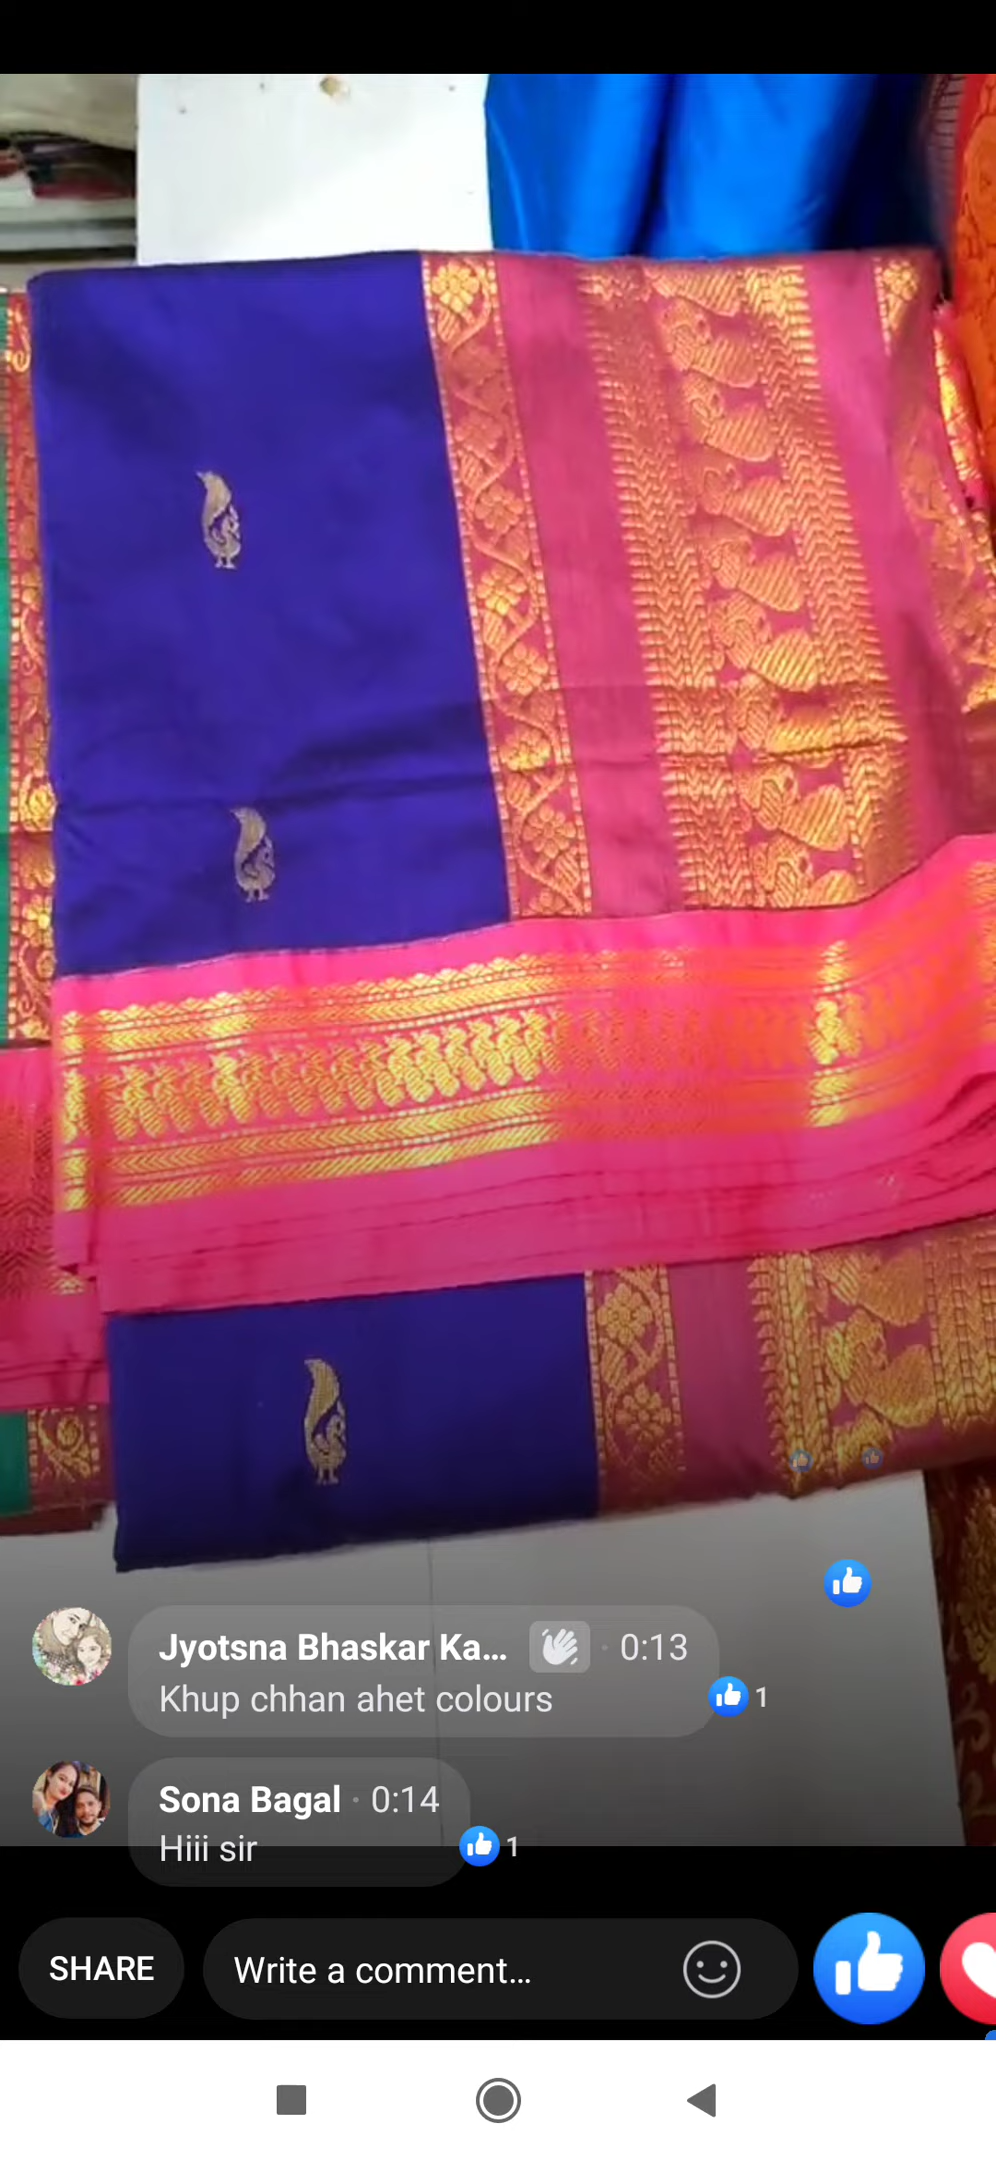 Jyotsna Bhaskar Ka... · 0:13
Khup chhan ahet colours
1
Sona Bagal · 0:14
Hiii sir
1
SHARE
Write a comment...